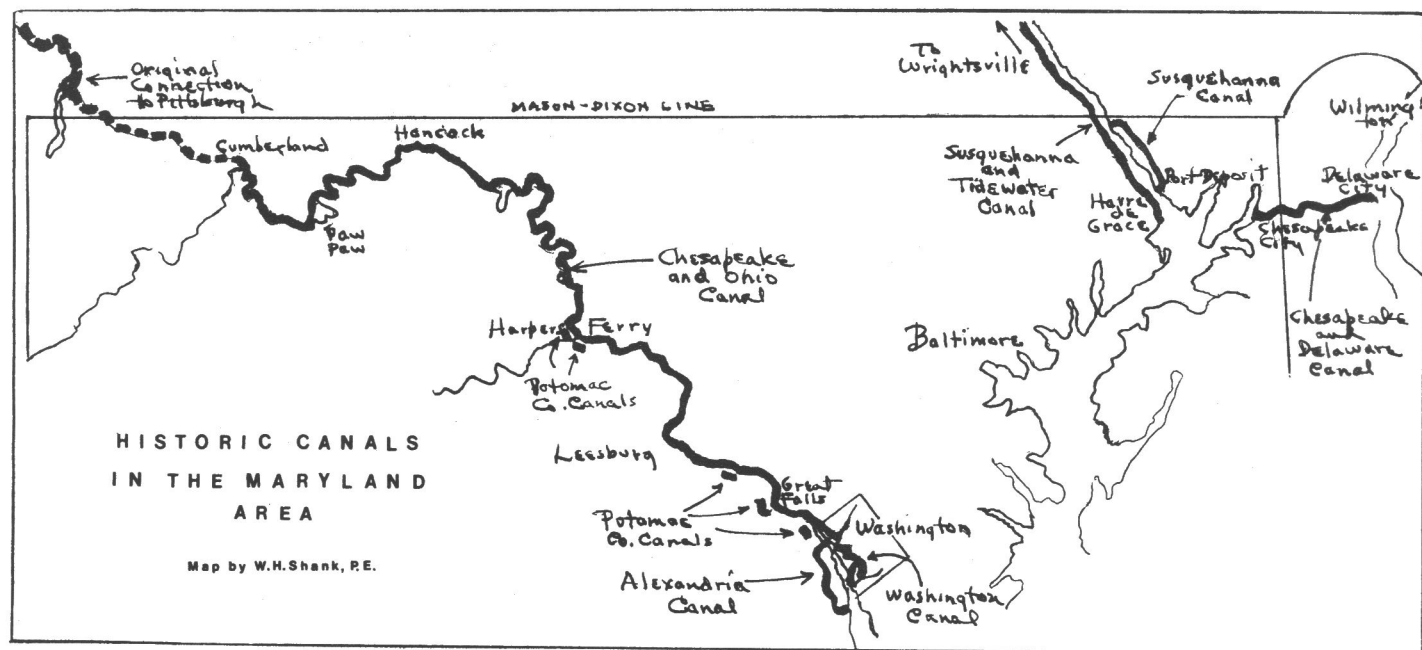 Original
Connection
to Pittsburgh
To
Wrightsville
Susquehanna
Canal
MASON-DIXON LINE
Wilming
ton
Cumberland
Hancock
Susquehanna
and
Tidewater
Canal
Port Deposit
Delaware
City
Paw
Paw
Havre
de
Grace
Chesapeake
City
Chesapeake
and Ohio
Canal
Harpers Ferry
Baltimore
Chesapeake
and
Delaware
Canal
Potomac
Co. Canals
HISTORIC CANALS
IN THE MARYLAND
AREA
Map by W.H.Shank, P.E.
Leesburg
Great
Falls
Potomac
Co. Canals
Washington
Alexandria
Canal
Washington
Canal